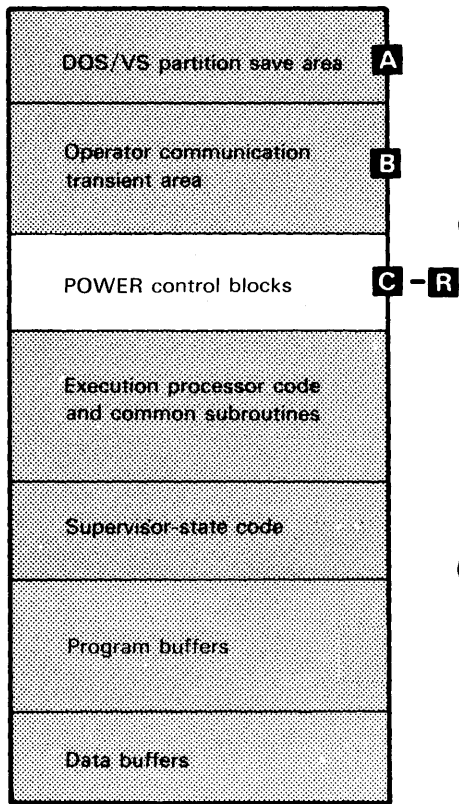 DOS/VS partition save area A
Operator communication
transient area B
POWER control blocks C - R
Execution processor code
and common subroutines
Supervisor-state code
Program buffers
Data buffers